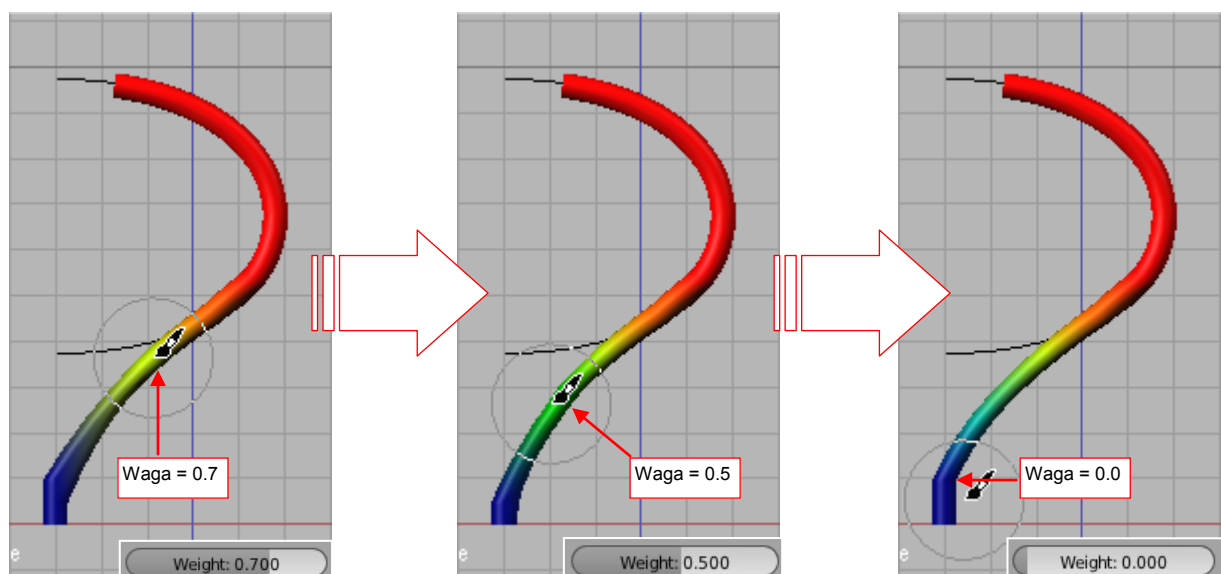 Waga = 0.7
Waga = 0.5
Waga = 0.0
e
e
Weight: 0.700
Weight: 0.500
Weight: 0.000